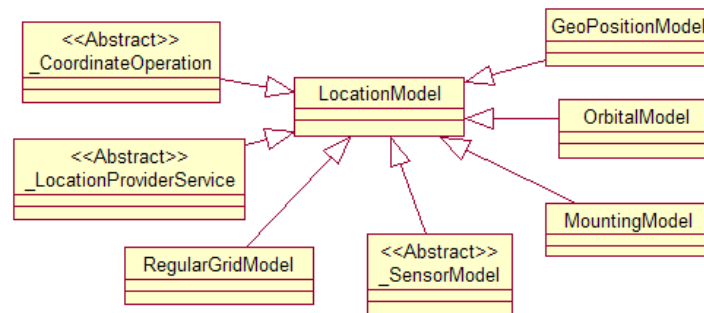 <<Abstract>>
_CoordinateOperation
GeoPositionModel
LocationModel
OrbitalModel
<<Abstract>>
_LocationProviderService
MountingModel
RegularGridModel
<<Abstract>>
_SensorModel